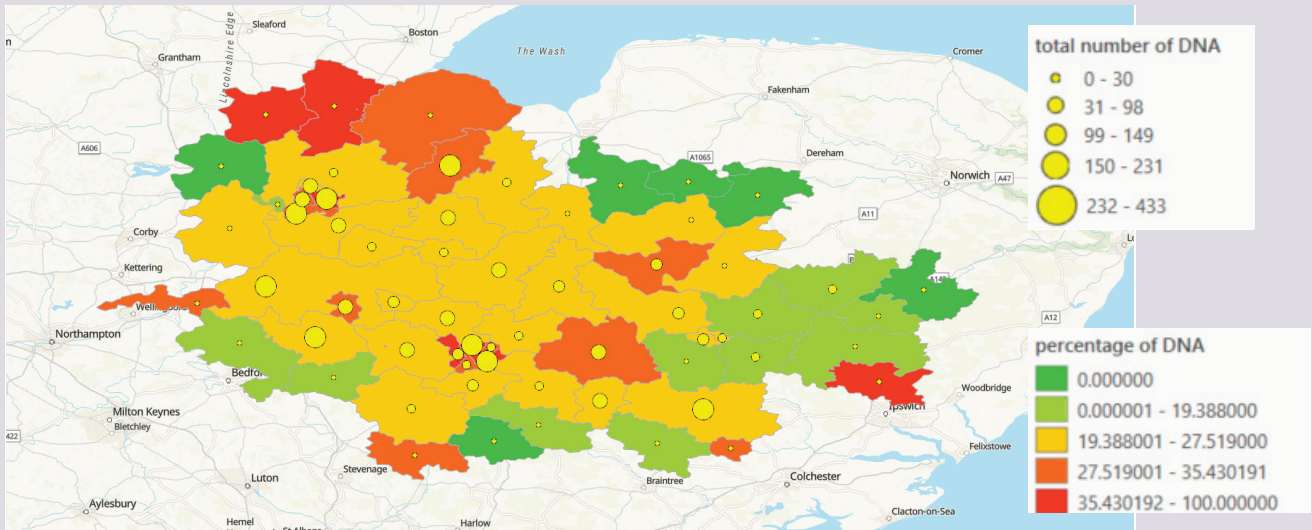 Sleaford
Boston
The Wash
Cromer
Grantham
Lincolnshire Edge
Fakenham
A606
A1065
Dereham
Norwich
A47
A11
Corby
Kettering
A12
Northampton
Woodbridge
Ipswich
Milton Keynes
Bletchley
422
Felixstowe
Stevenage
Luton
Braintree
Colchester
Aylesbury
Clacton-on-Sea
Hemel
Harlow
total number of DNA
0 - 30
31 - 98
99 - 149
150 - 231
232 - 433
percentage of DNA
0.000000
0.000001 - 19.388000
19.388001 - 27.519000
27.519001 - 35.430191
35.430192 - 100.000000